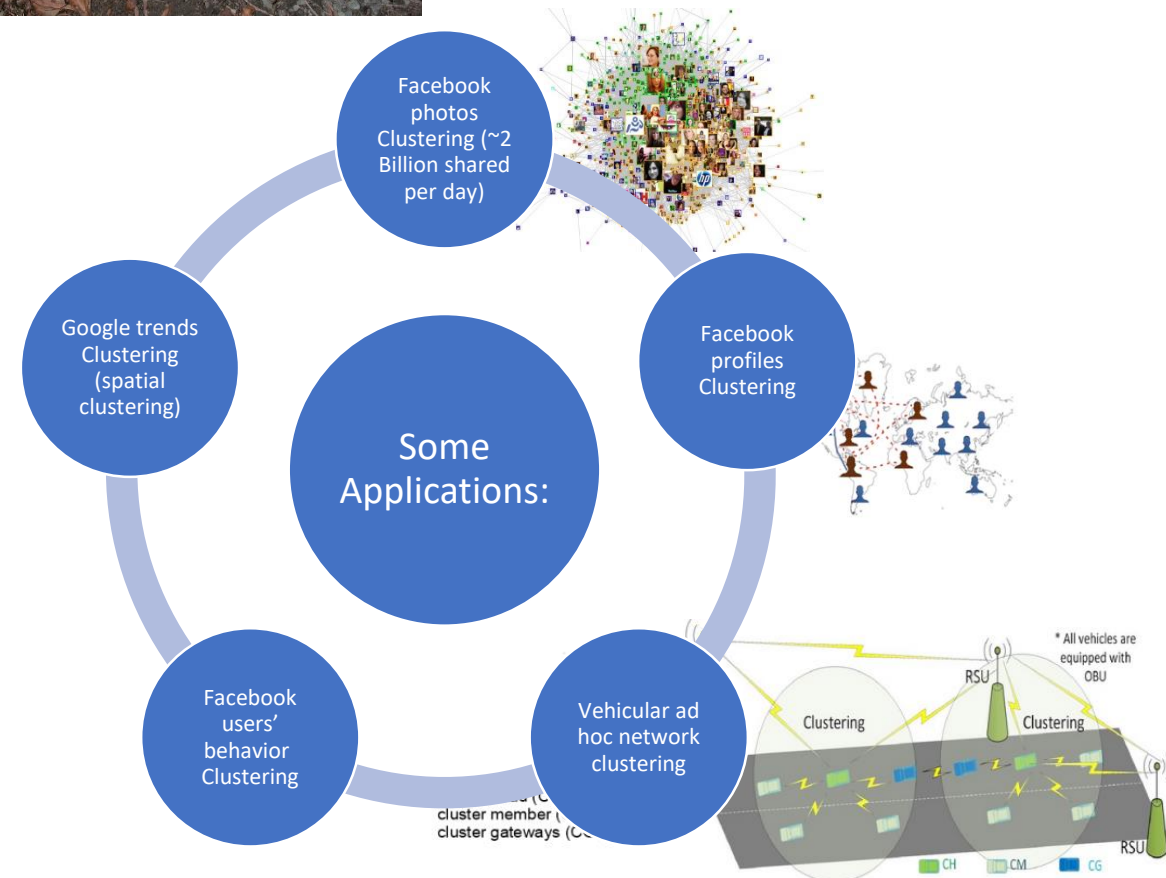 Facebook
photos
Clustering (~2
Billion shared
per day)
hp
Google trends
Clustering
(spatial
clustering)
Facebook
profiles
Clustering
Some
Applications:
Facebook
users'
behavior
Clustering
Vehicular ad
hoc network
clustering
* All vehicles are
equipped with
OBU
RSU
Clustering
Clustering
cluster member (
cluster gateways
RSU
CH
CM
CG